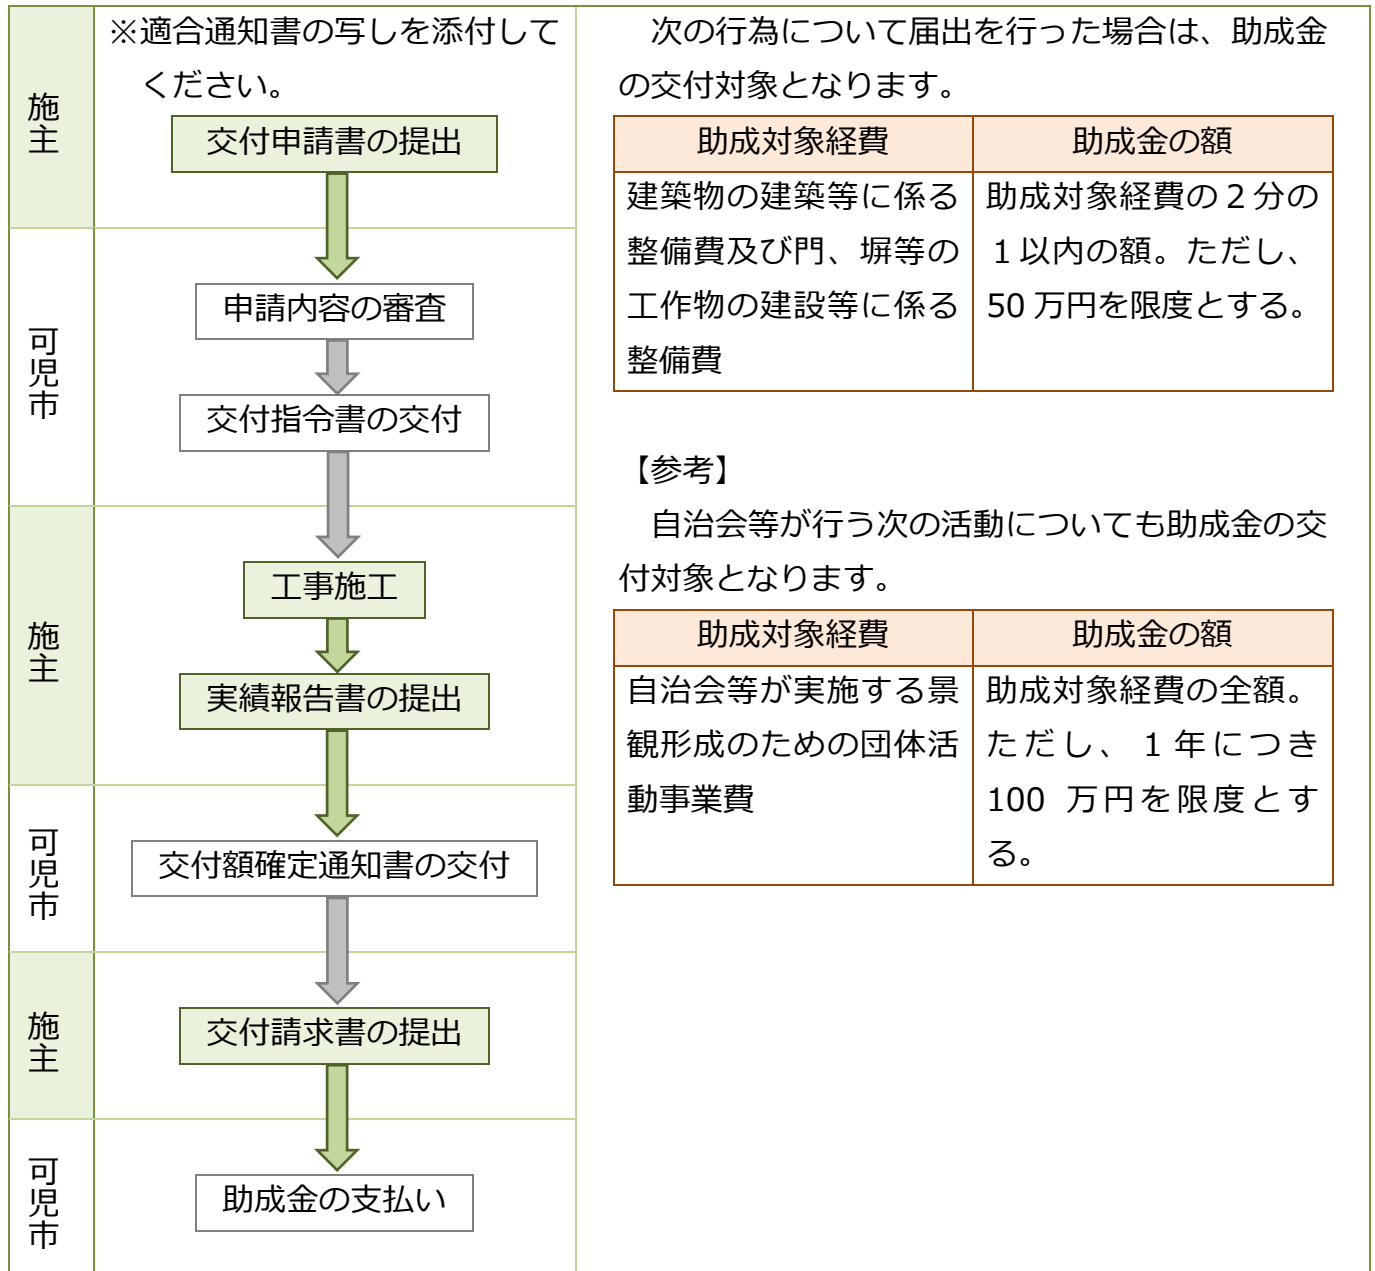 施主
※適合通知書の写しを添付して
ください。
交付申請書の提出
可児市
申請内容の審査
交付指令書の交付
施主
工事施工
実績報告書の提出
可児市
交付額確定通知書の交付
施主
交付請求書の提出
可児市
助成金の支払い
次の行為について届出を行った場合は、助成金
の交付対象となります。
助成対象経費
助成金の額
建築物の建築等に係る
整備費及び門、塀等の
工作物の建設等に係る
整備費
助成対象経費の２分の
１以内の額。ただし、
50 万円を限度とする。
【参考】
自治会等が行う次の活動についても助成金の交
付対象となります。
助成対象経費
助成金の額
自治会等が実施する景
観形成のための団体活
動事業費
助成対象経費の全額。
ただし、１年につき
100 万円を限度とす
る。